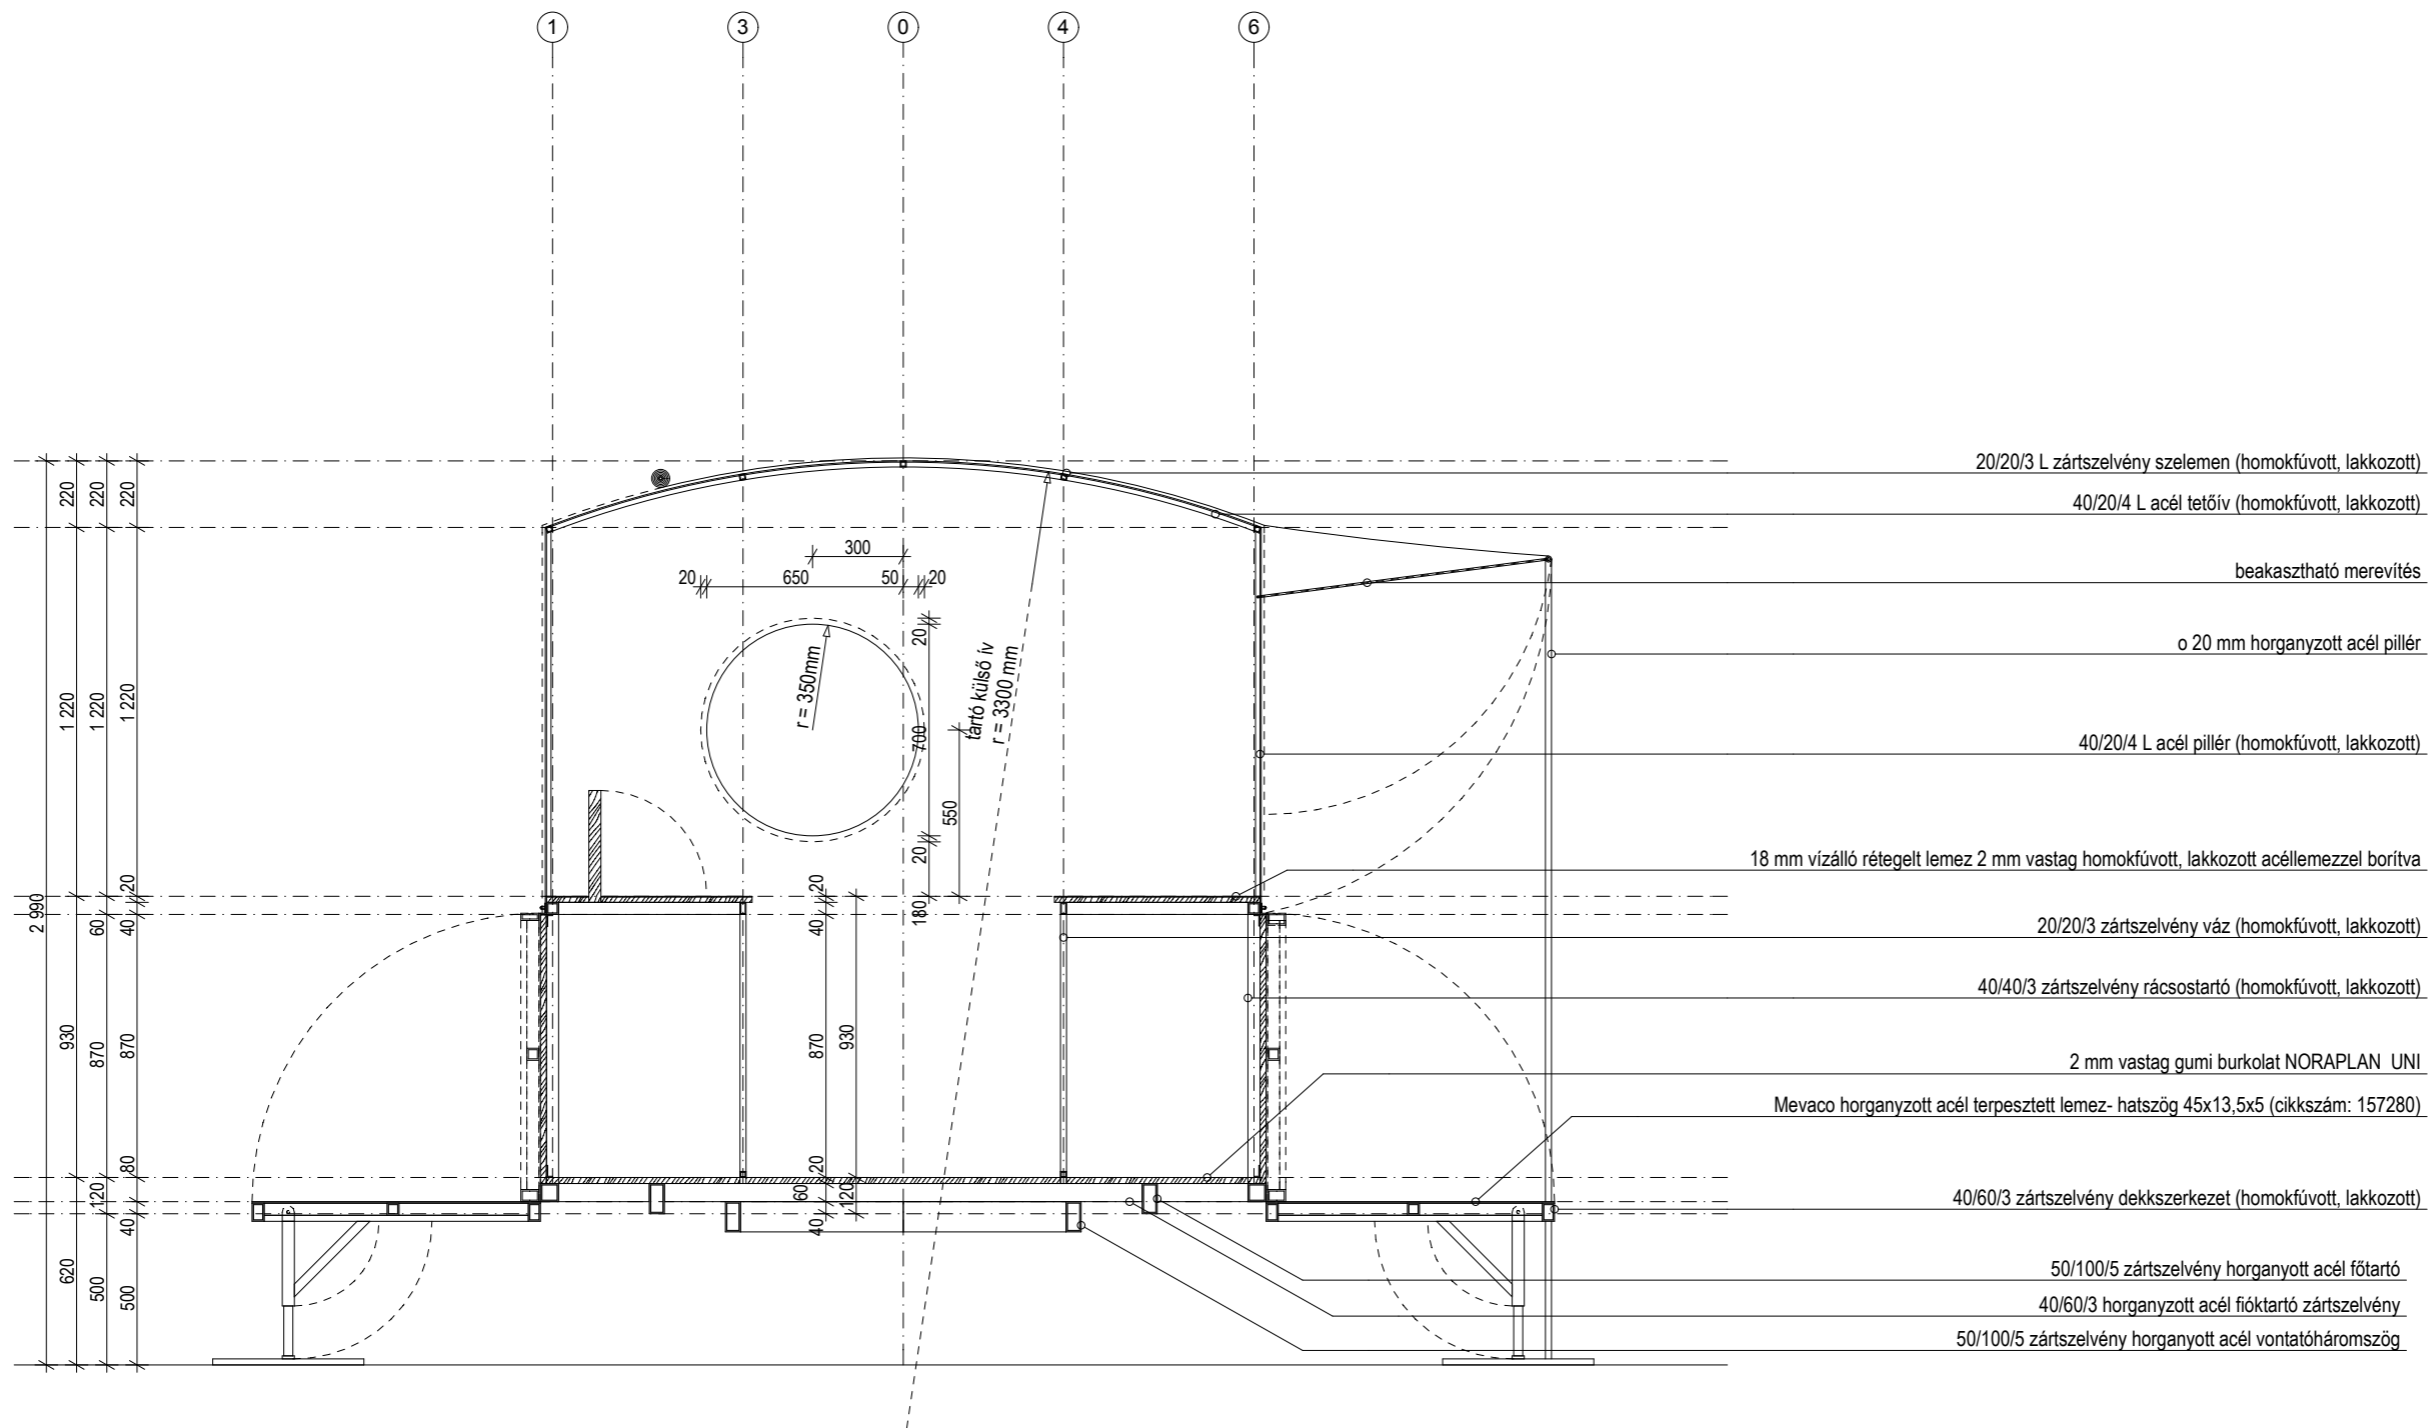 1 3 0 4 6
20/20/3 L zártszelvény szelemen (homokfúvott, lakkozott)
40/20/4 L acél tetőív (homokfúvott, lakkozott)
beakasztható merevítés
o 20 mm horganyzott acél pillér
40/20/4 L acél pillér (homokfúvott, lakkozott)
18 mm vízálló rétegelt lemez 2 mm vastag homokfúvott, lakkozott acéllemezzel borítva
20/20/3 zártszelvény váz (homokfúvott, lakkozott)
40/40/3 zártszelvény rácsostartó (homokfúvott, lakkozott)
2 mm vastag gumi burkolat NORAPLAN UNI
Mevaco horganyzott acél terpesztett lemez- hatszög 45x13,5x5 (cikkszám: 157280)
40/60/3 zártszelvény dekkszerkezet (homokfúvott, lakkozott)
50/100/5 zártszelvény horganyott acél főtartó
40/60/3 horganyzott acél fióktartó zártszelvény
50/100/5 zártszelvény horganyott acél vontatóháromszög
300
20 650 50 20
r = 350mm
tartó külső ív
r = 3300 mm
20
700
20
180
550
20
40
870
20
60
40
930
120
2 990
220
1 220
930
620
220
1 220
60
870
120
500
220
1 220
20
40
870
80
40
500